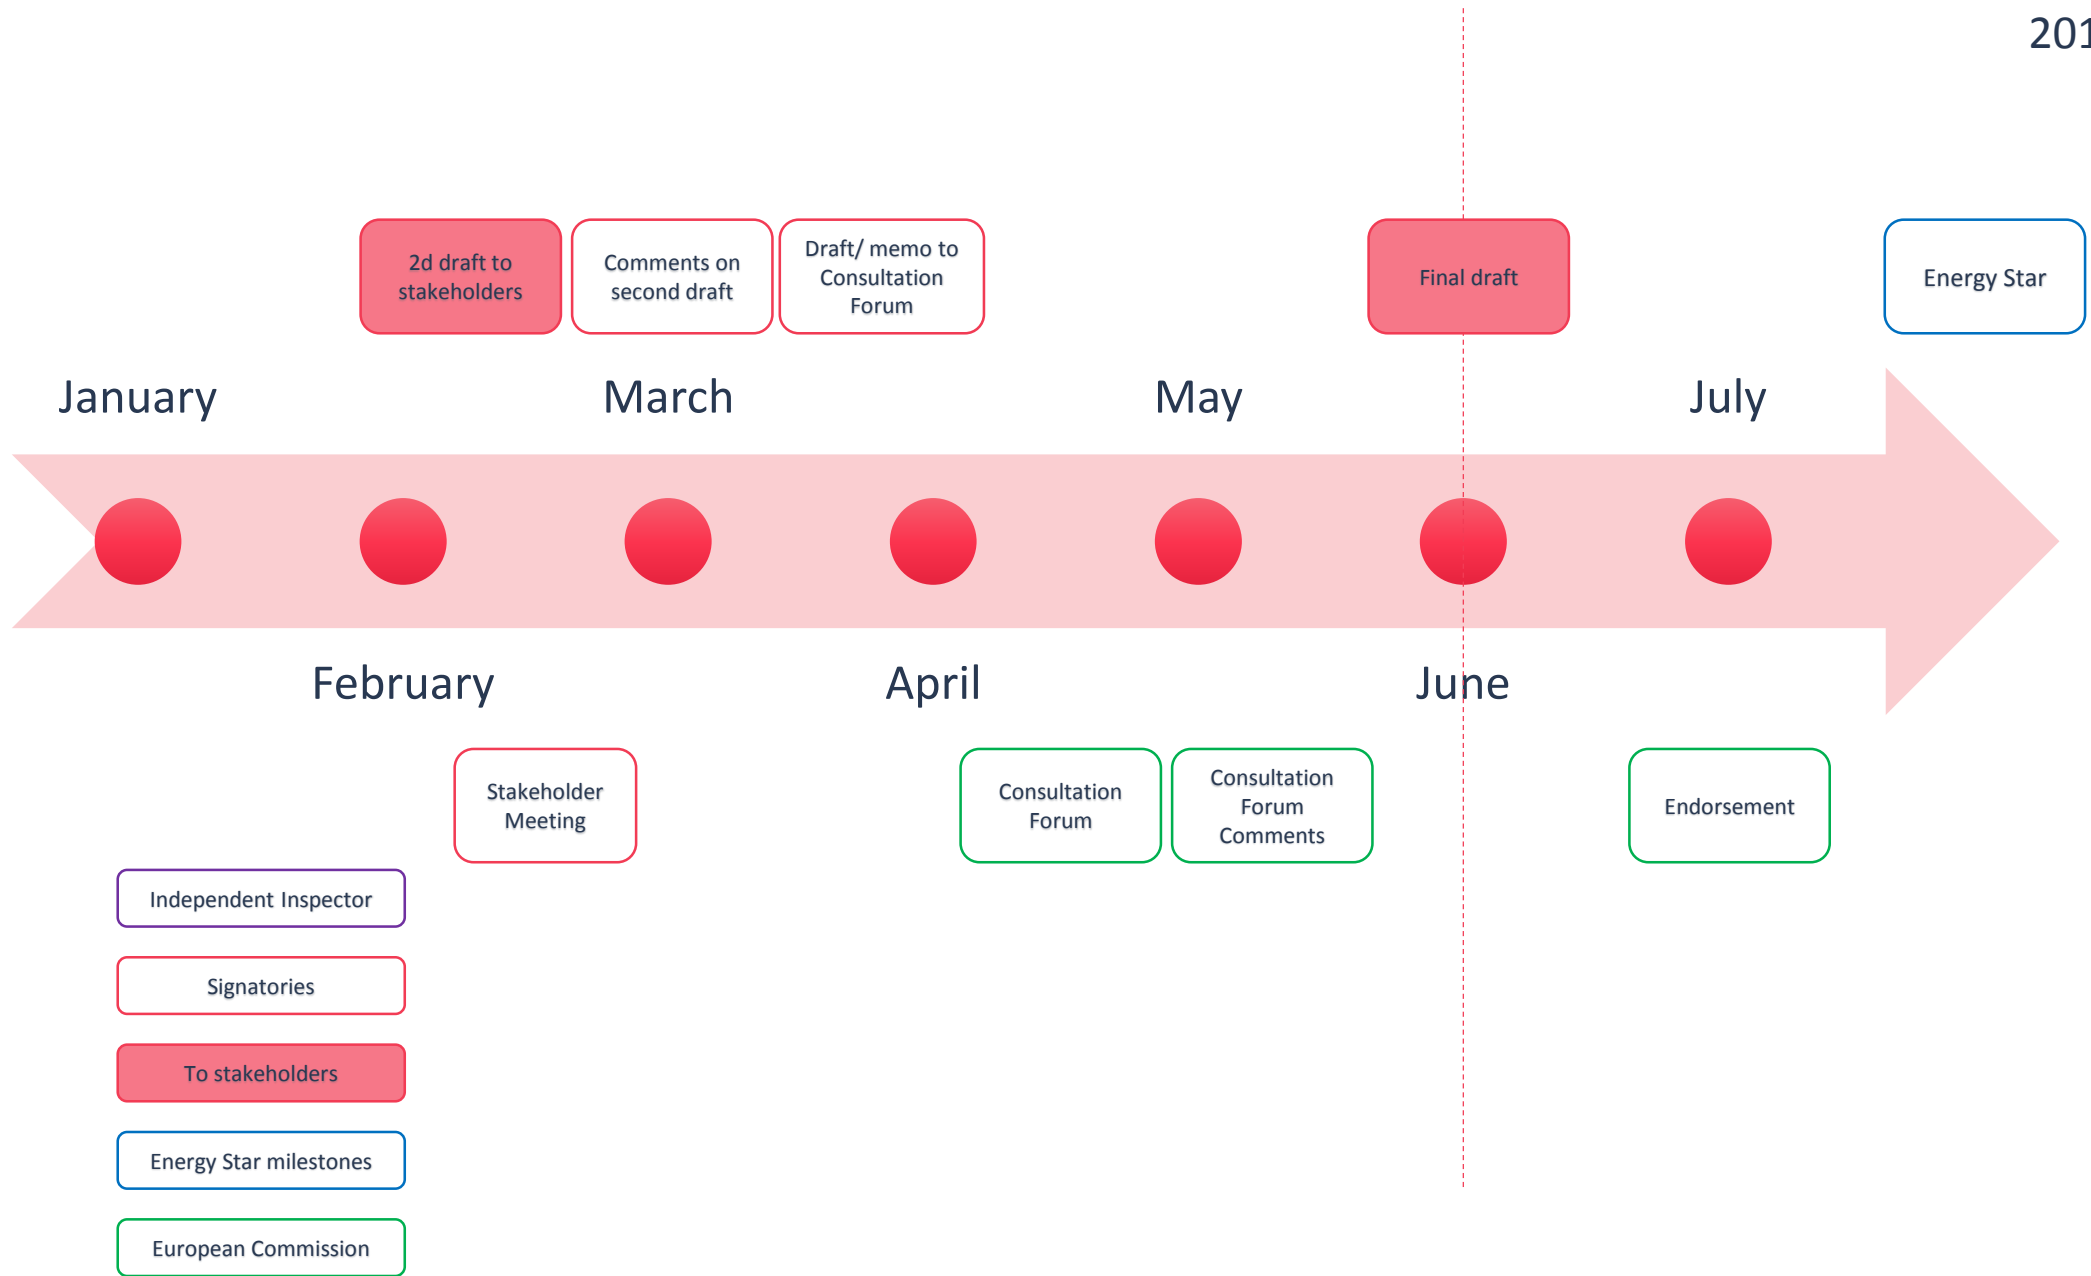 201
2d draft to
stakeholders
Comments on
second draft
Draft/ memo to
Consultation
Forum
Final draft
Energy Star
January
March
May
July
February
April
June
Stakeholder
Meeting
Consultation
Forum
Consultation
Forum
Comments
Endorsement
Independent Inspector
Signatories
To stakeholders
Energy Star milestones
European Commission